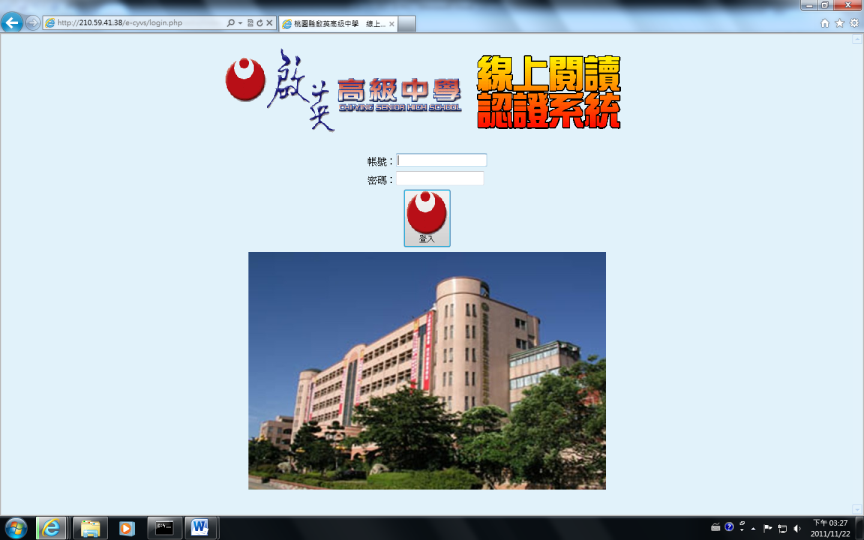 http://210.59.41.38/e-cyvs/login.php
桃園縣啟英高級中學 線上...
啟英
高級中學
CHI-YING SENIOR HIGH SCHOOL
線上閱讀
認證系統
帳號：
密碼：
登入
下午 03:27
2011/11/22